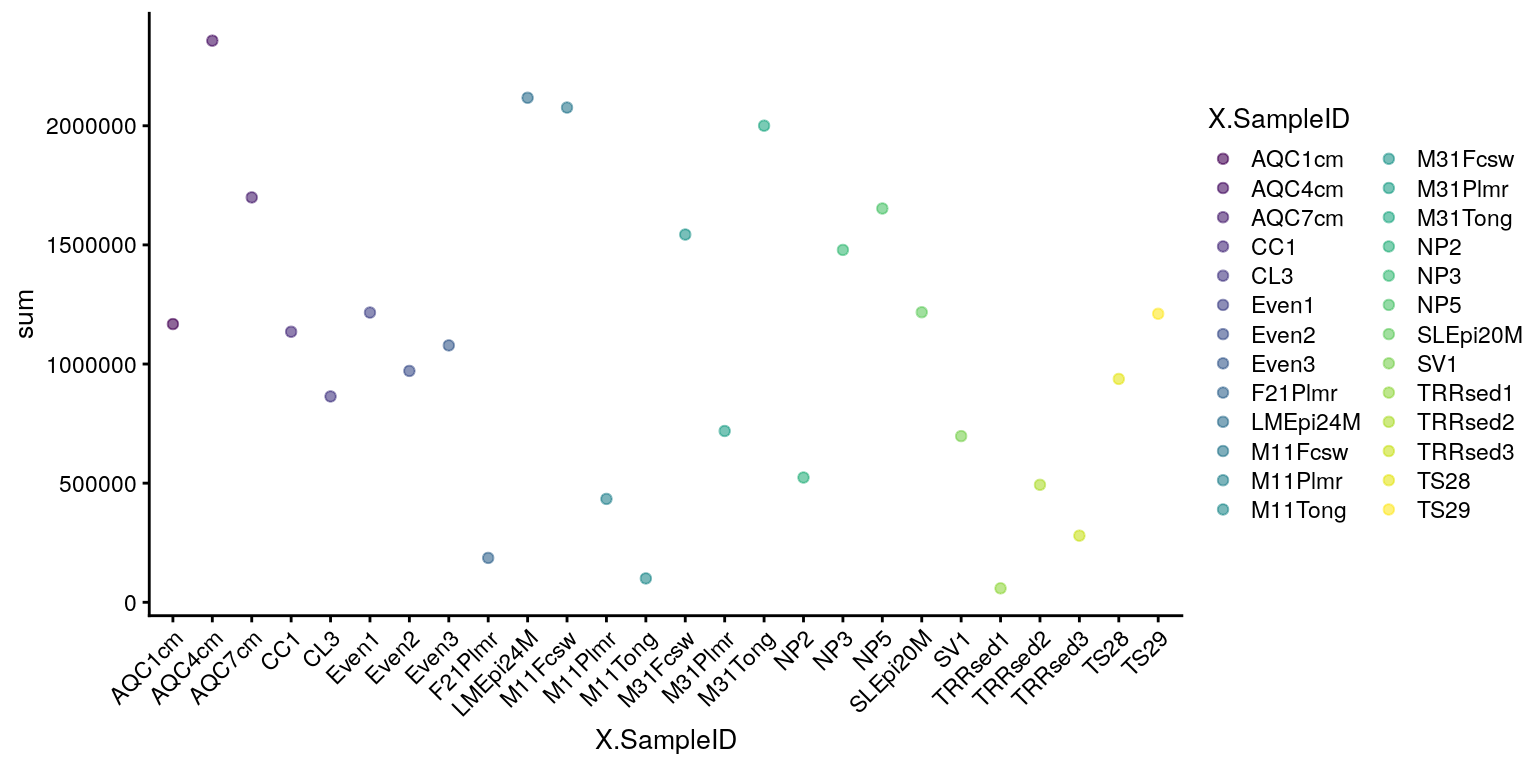 sum
2000000
1500000
1000000
500000
0
AQC1cm
AQC4cm
AQC7cm
CC1
CL3
Even1
Even2
Even3
F21Plmr
LMEpi24M
M11Fcsw
M11Plmr
M11Tong
M31Fcsw
M31Plmr
M31Tong
NP2
NP3
NP5
SLEpi20M
SV1
TRRsed1
TRRsed2
TRRsed3
TS28
TS29
X.SampleID
X.SampleID
AQC1cm
AQC4cm
AQC7cm
CC1
CL3
Even1
Even2
Even3
F21Plmr
LMEpi24M
M11Fcsw
M11Plmr
M11Tong
M31Fcsw
M31Plmr
M31Tong
NP2
NP3
NP5
SLEpi20M
SV1
TRRsed1
TRRsed2
TRRsed3
TS28
TS29